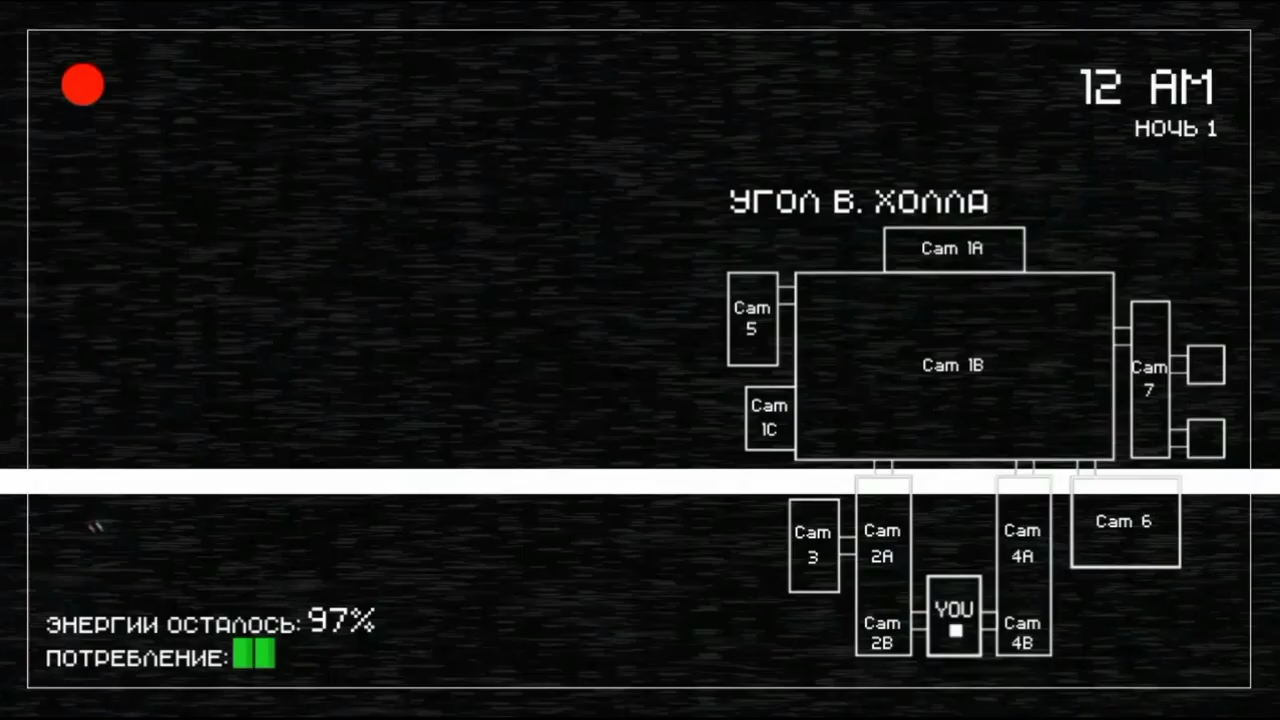 12 AM
НОЧЬ 1
УГОЛ В. ХОЛЛА
Cam 1A
Cam
5
Cam 1B
Cam
7
Cam
1C
Cam
3
Cam
2A
Cam
4A
Cam 6
YOU
Cam
2B
Cam
4B
ЭНЕРГИИ ОСТАЛОСЬ: 97%
ПОТРЕБЛЕНИЕ: